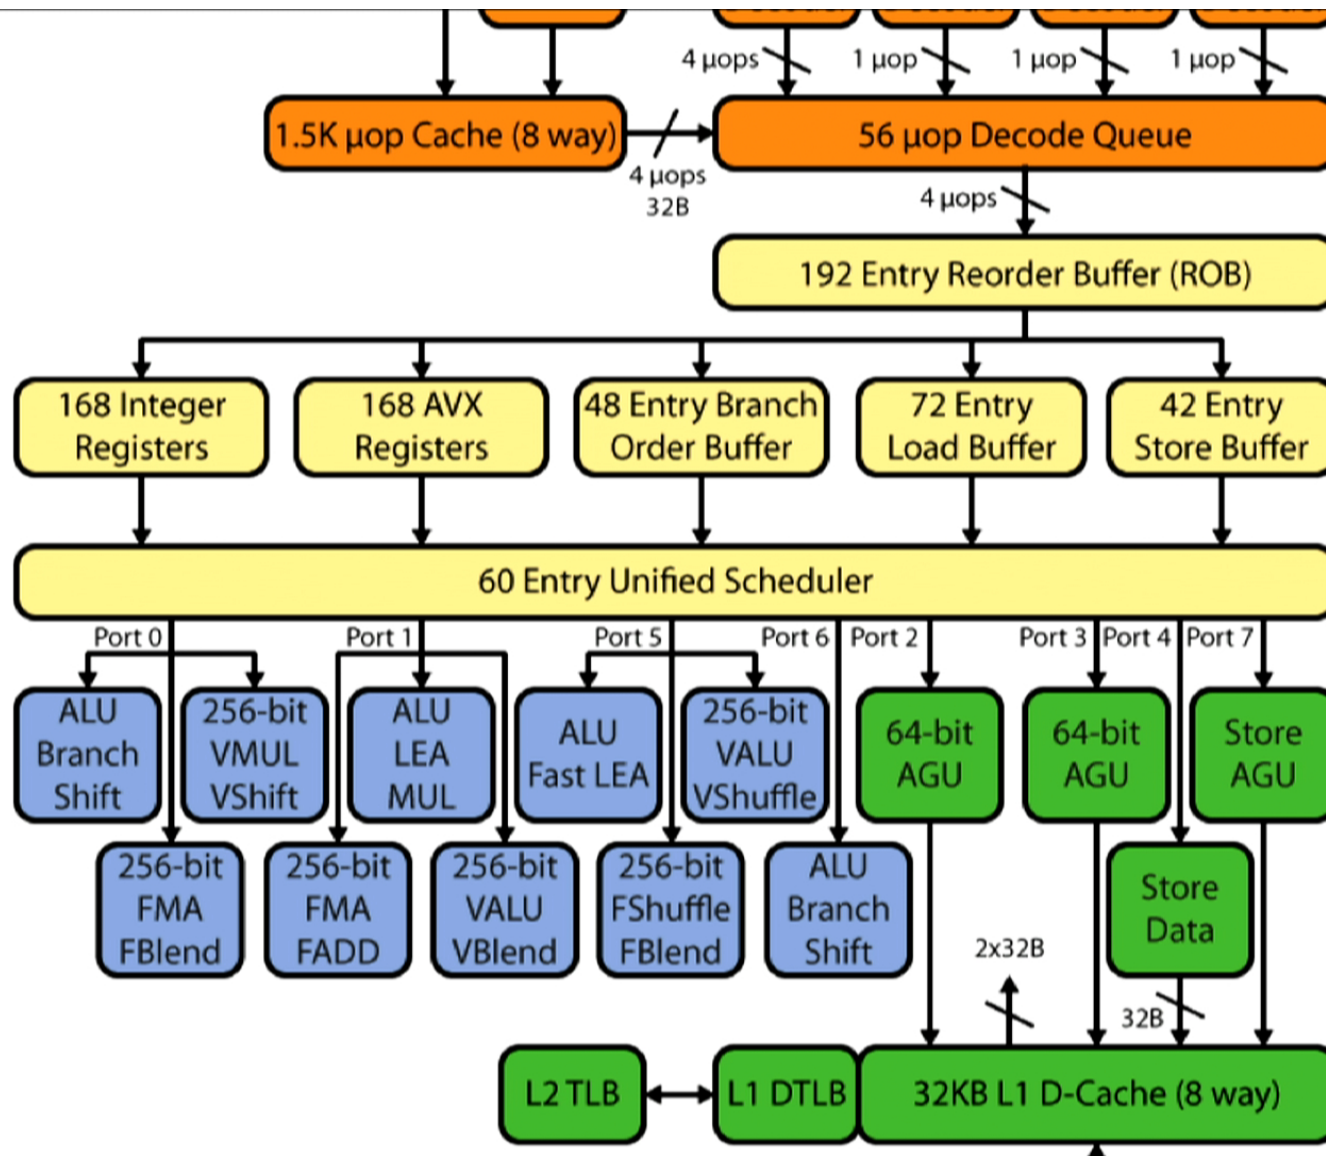 4 µops
1 µop
1 µop
1 µop
1.5K µop Cache (8 way)
4 µops
32B
56 µop Decode Queue
4 µops
192 Entry Reorder Buffer (ROB)
168 Integer
Registers
168 AVX
Registers
48 Entry Branch
Order Buffer
72 Entry
Load Buffer
42 Entry
Store Buffer
60 Entry Unified Scheduler
Port 0
Port 1
Port 5
Port 6
Port 2
Port 3
Port 4
Port 7
ALU
Branch
Shift
256-bit
VMUL
VShift
ALU
LEA
MUL
ALU
Fast LEA
256-bit
VALU
VShuffle
64-bit
AGU
64-bit
AGU
Store
AGU
256-bit
FMA
FBlend
256-bit
FMA
FADD
256-bit
VALU
VBlend
256-bit
FShuffle
FBlend
ALU
Branch
Shift
Store
Data
2x32B
32B
L2 TLB
L1 DTLB
32KB L1 D-Cache (8 way)